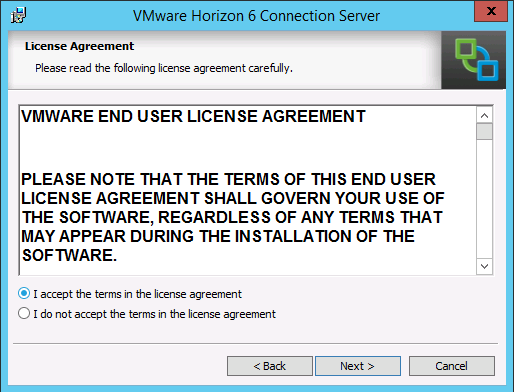 VMware Horizon 6 Connection Server
x
License Agreement
Please read the following license agreement carefully.
VMWARE END USER LICENSE AGREEMENT
PLEASE NOTE THAT THE TERMS OF THIS END USER
LICENSE AGREEMENT SHALL GOVERN YOUR USE OF
THE SOFTWARE, REGARDLESS OF ANY TERMS THAT
MAY APPEAR DURING THE INSTALLATION OF THE
SOFTWARE.
I accept the terms in the license agreement
I do not accept the terms in the license agreement
< Back Next > Cancel